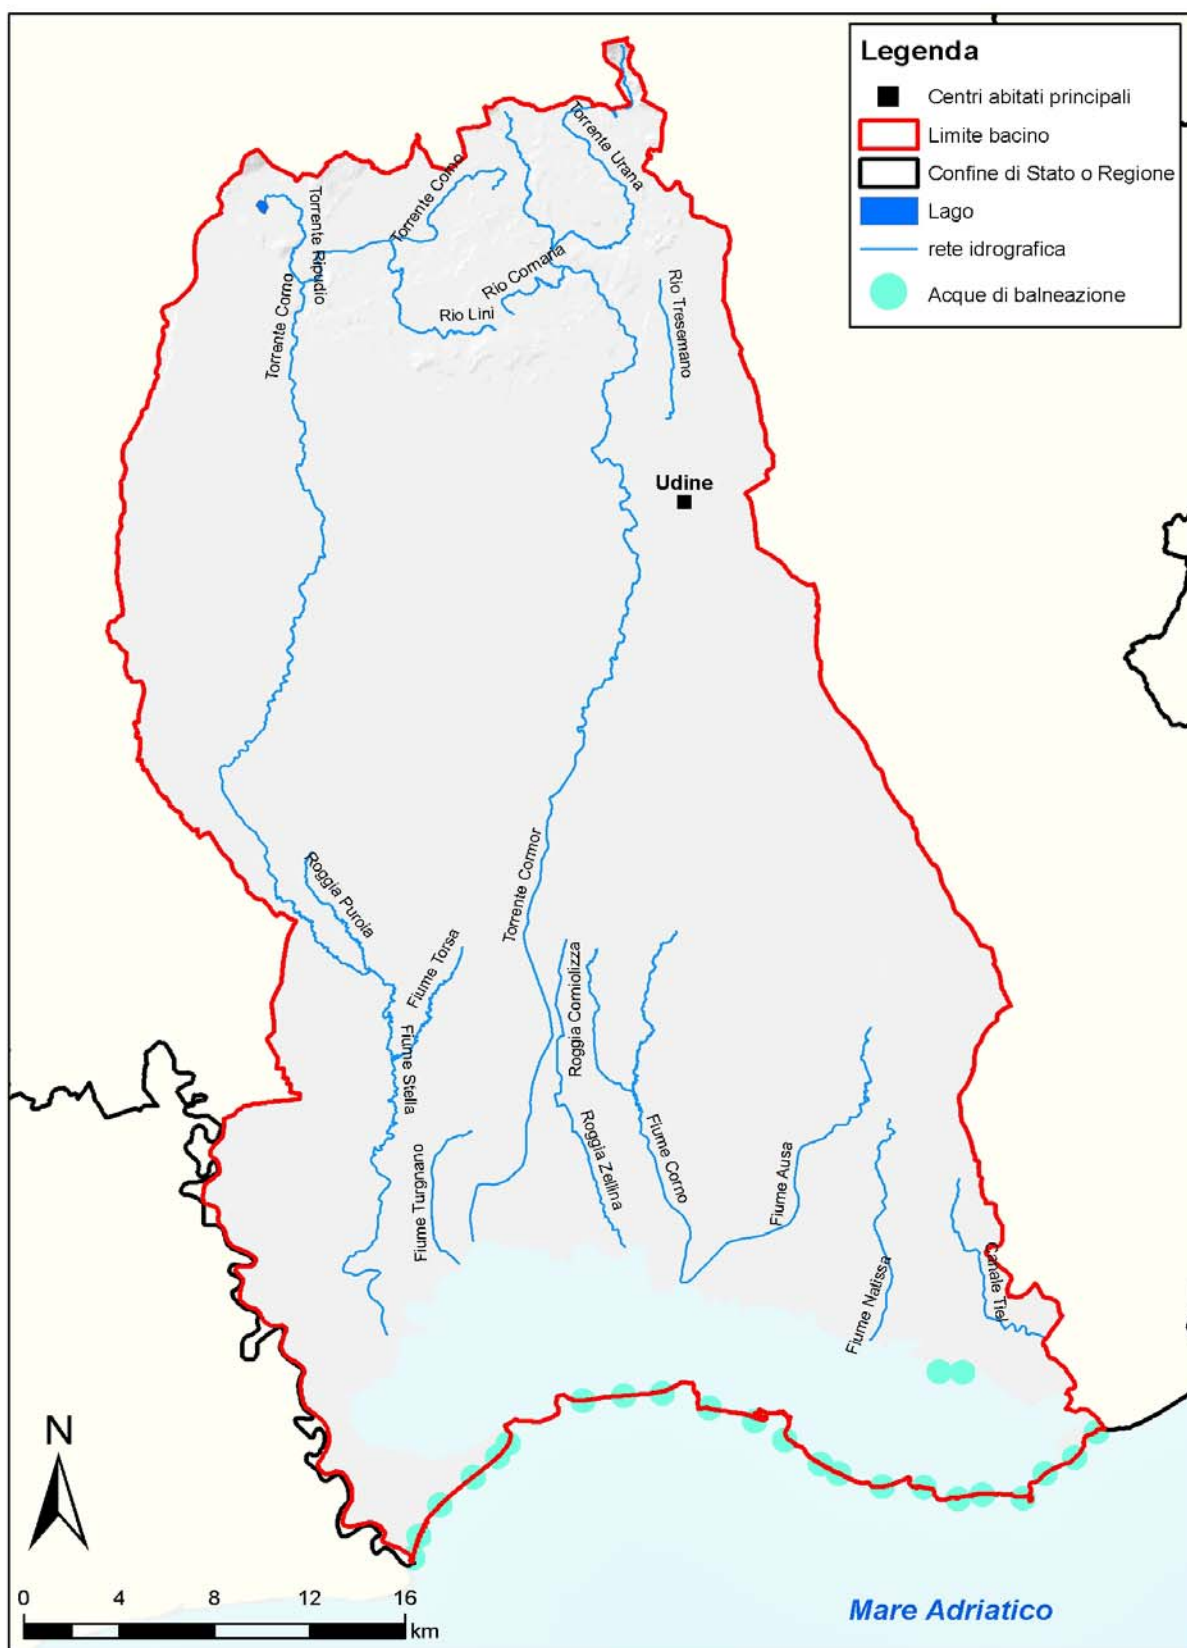 Legenda
Centri abitati principali
Limite bacino
Confine di Stato o Regione
Lago
rete idrografica
Acque di balneazione
Torrente Urana
Torrente Corno
Torrente Ripudio
Rio Cornaria
Torrente Corno
Rio Lini
Rio Tresemano
Udine
Torrente Cormor
Roggia Puroia
Fiume Torsa
Roggia Corniolizza
Fiume Stella
Fiume Turgnano
Roggia Zellina
Fiume Corno
Fiume Ausa
Fiume Natissa
Canale Tiel
N
0 4 8 12 16
km
Mare Adriatico